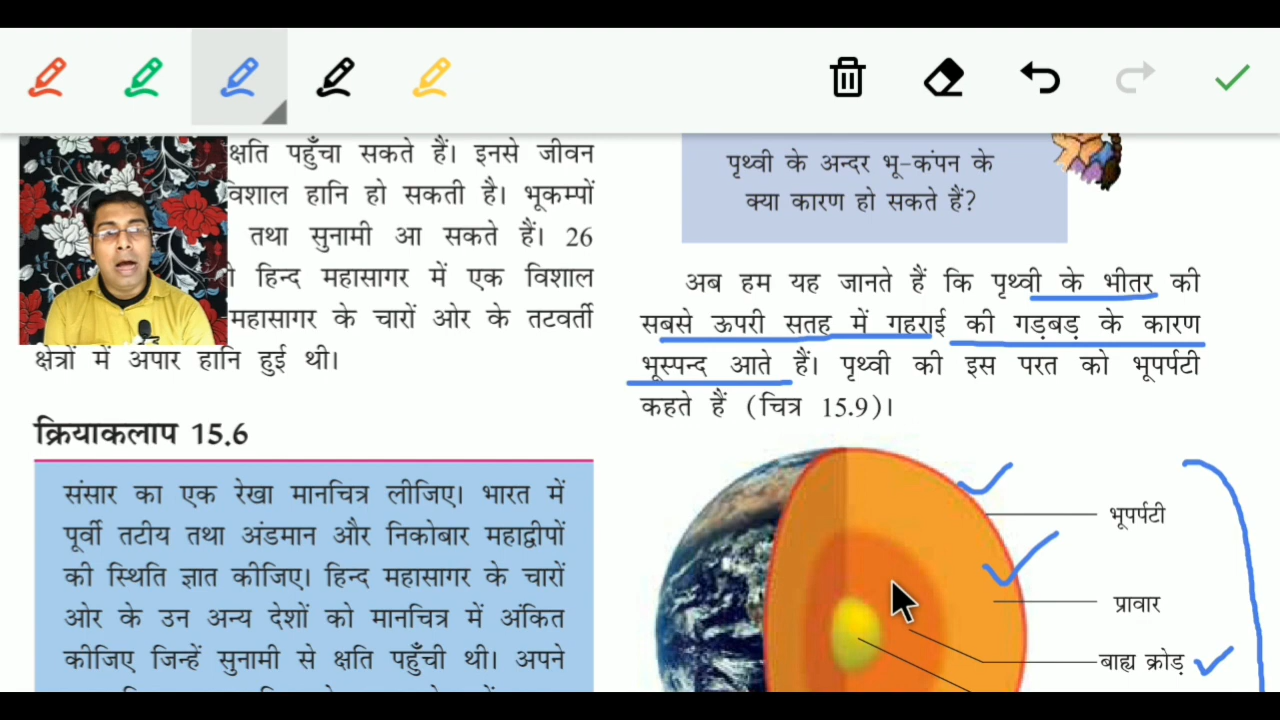 क्षति पहुँचा सकते हैं। इनसे जीवन
विशाल हानि हो सकती है। भूकम्पों
तथा सुनामी आ सकते हैं। 26
हिन्द महासागर में एक विशाल
महासागर के चारों ओर के तटवर्ती
क्षेत्रों में अपार हानि हुई थी।
क्रियाकलाप 15.6
संसार का एक रेखा मानचित्र लीजिए। भारत में
पूर्वी तटीय तथा अंडमान और निकोबार महाद्वीपों
की स्थिति ज्ञात कीजिए। हिन्द महासागर के चारों
ओर के उन अन्य देशों को मानचित्र में अंकित
कीजिए जिन्हें सुनामी से क्षति पहुँची थी। अपने
पृथ्वी के अन्दर भू-कंपन के
क्या कारण हो सकते हैं?
अब हम यह जानते हैं कि पृथ्वी के भीतर की
सबसे ऊपरी सतह में गहराई की गड़बड़ के कारण
भूस्पन्द आते हैं। पृथ्वी की इस परत को भूपर्पटी
कहते हैं (चित्र 15.9)।
भूपर्पटी
प्रावार
बाह्य क्रोड़